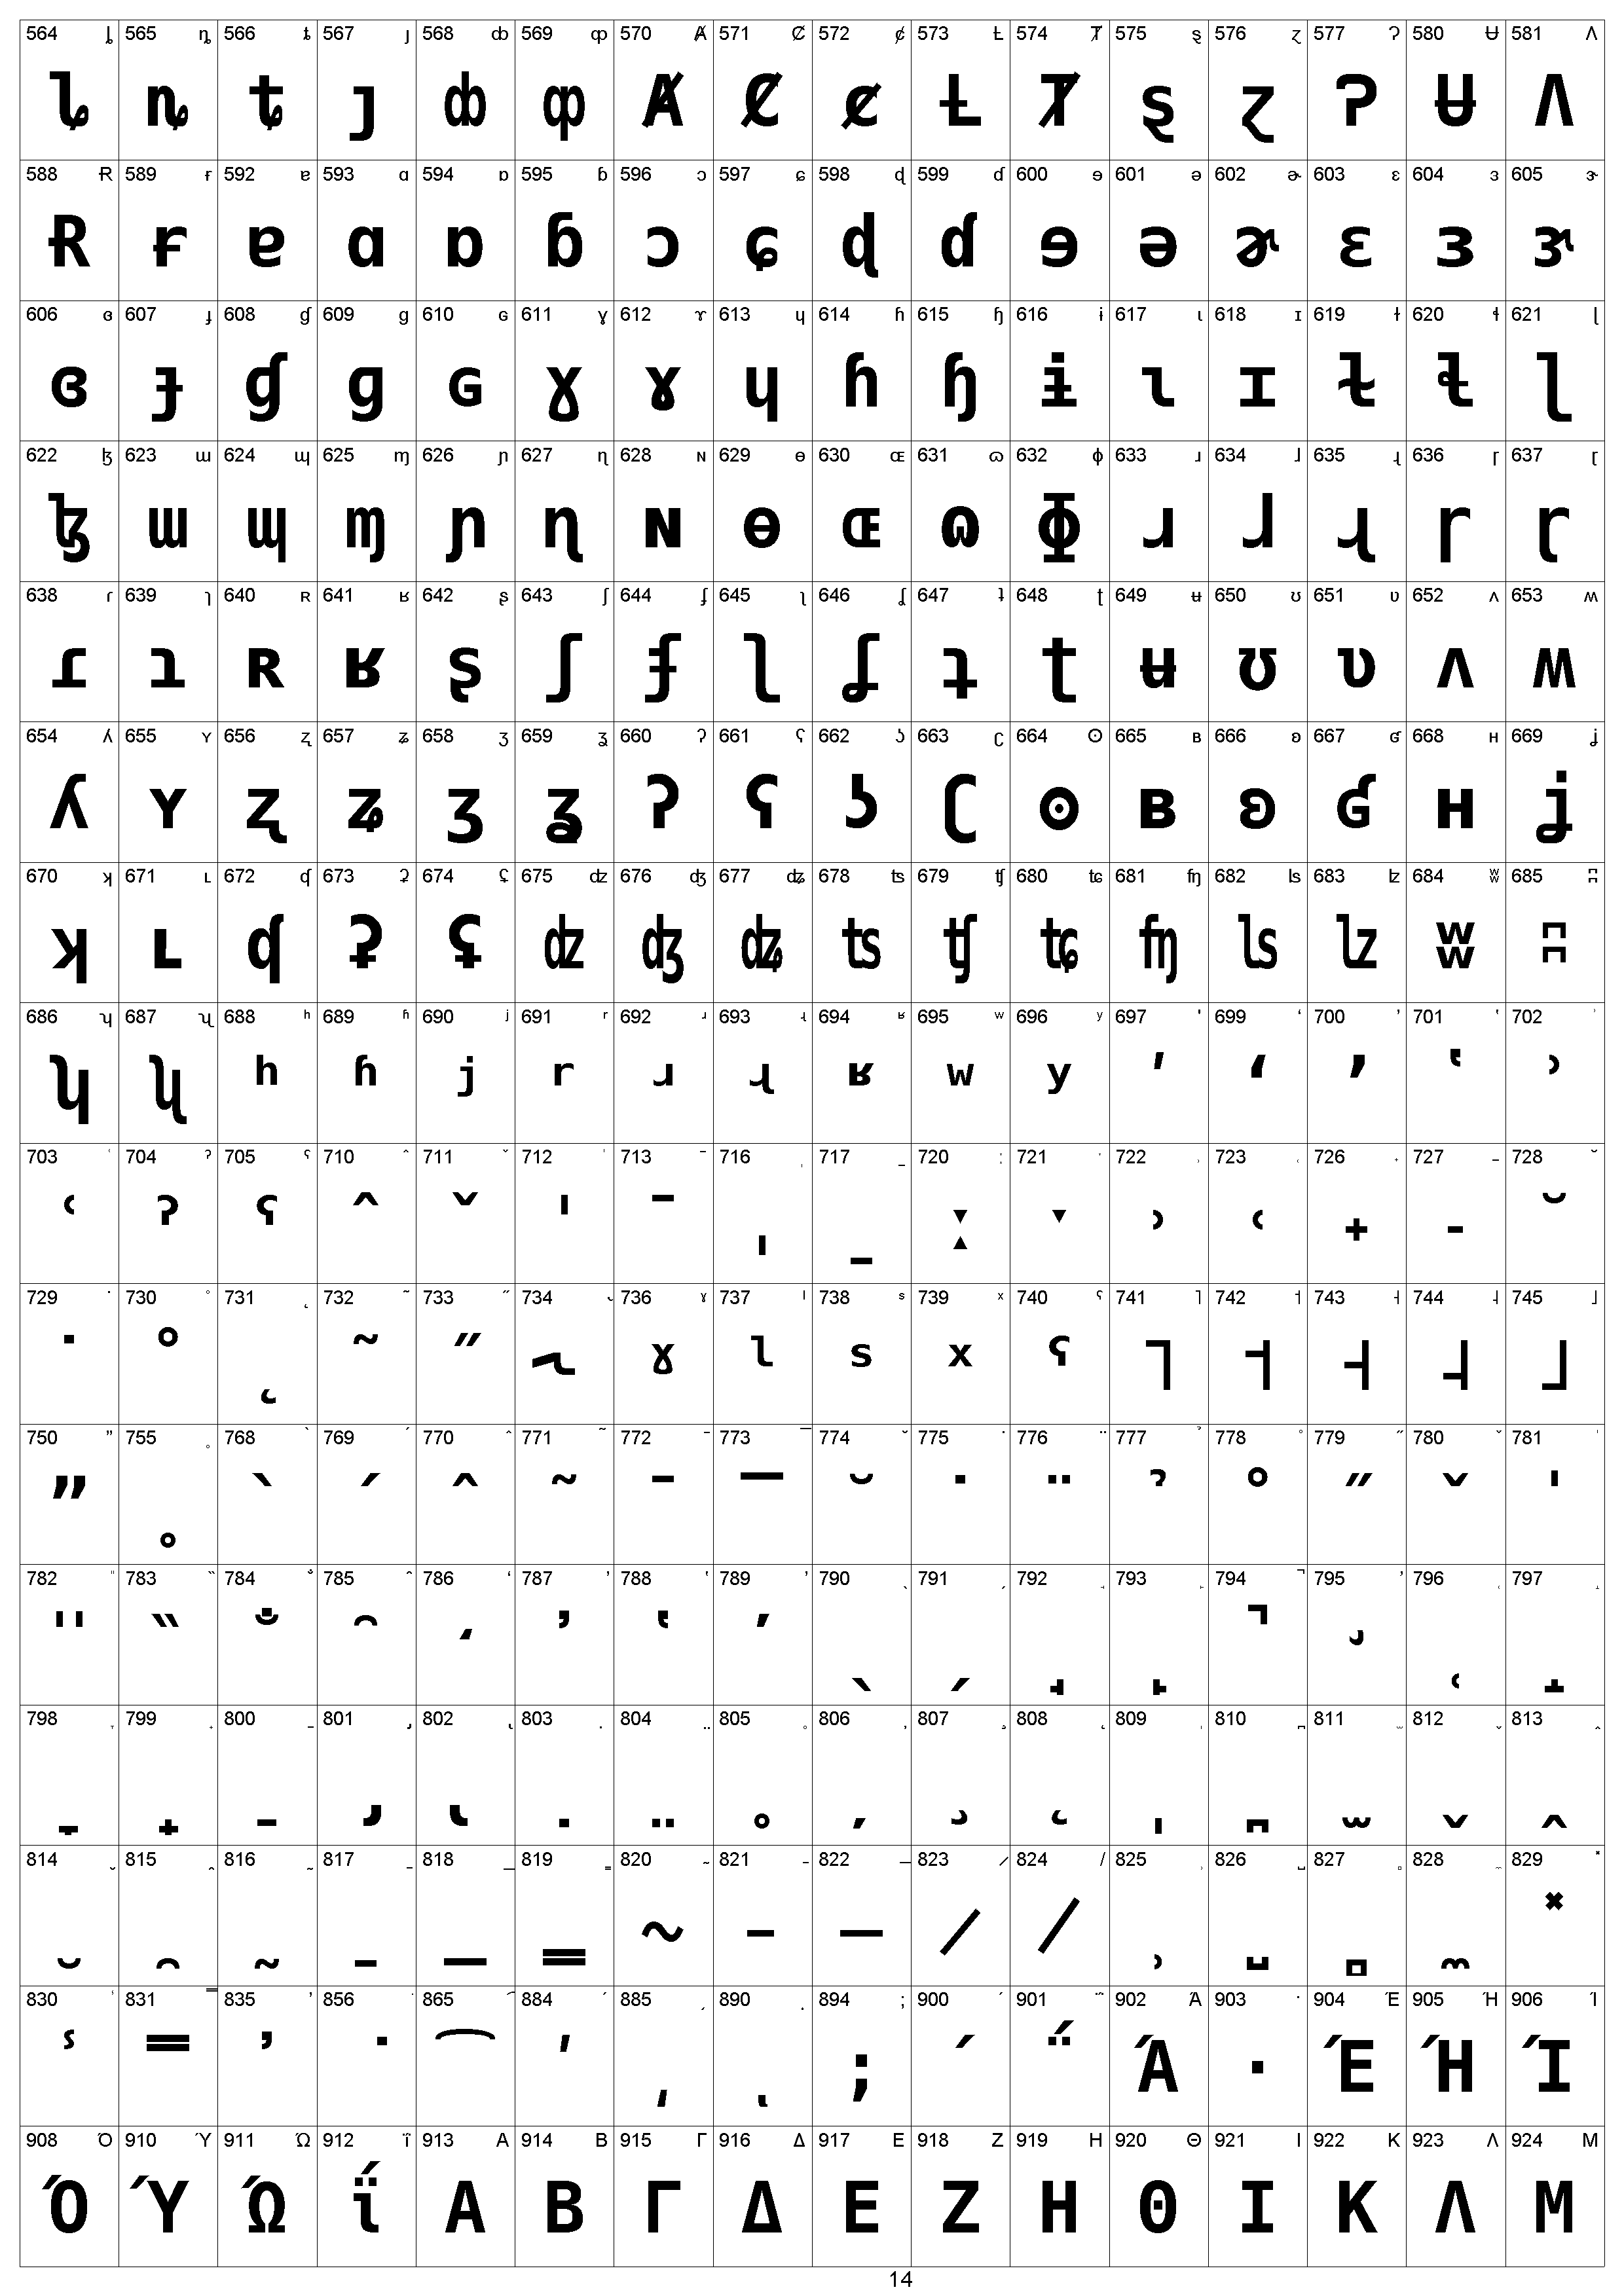 564 ȴ 565 ȵ 566 ȶ 567 ȷ 568 ȸ 569 ȹ 570 Ⱥ 571 Ȼ 572 ȼ 573 Ƚ 574 Ⱦ 575 ȿ 576 ɀ 577 Ɂ 580 Ʉ 581 Ʌ
ȴ ȵ ȶ ȷ ȸ ȹ Ⱥ Ȼ ȼ Ƚ Ⱦ ȿ ɀ Ɂ Ʉ Ʌ
588 Ɍ 589 ɍ 592 ɐ 593 ɑ 594 ɒ 595 ɓ 596 ɔ 597 ɕ 598 ɖ 599 ɗ 600 ɘ 601 ə 602 ɚ 603 ɛ 604 ɜ 605 ɝ
Ɍ ɍ ɐ ɑ ɒ ɓ ɔ ɕ ɖ ɗ ɘ ə ɚ ɛ ɜ ɝ
606 ɞ 607 ɟ 608 ɠ 609 ɡ 610 ɢ 611 ɣ 612 ɤ 613 ɥ 614 ɦ 615 ɧ 616 ɨ 617 ɩ 618 ɪ 619 ɫ 620 ɬ 621 ɭ
ɞ ɟ ɠ ɡ ɢ ɣ ɤ ɥ ɦ ɧ ɨ ɩ ɪ ɫ ɬ ɭ
622 ɮ 623 ɯ 624 ɰ 625 ɱ 626 ɲ 627 ɳ 628 ɴ 629 ɵ 630 ɶ 631 ɷ 632 ɸ 633 ɹ 634 ɺ 635 ɻ 636 ɼ 637 ɽ
ɮ ɯ ɰ ɱ ɲ ɳ ɴ ɵ ɶ ɷ ɸ ɹ ɺ ɻ ɼ ɽ
638 ɾ 639 ɿ 640 ʀ 641 ʁ 642 ʂ 643 ʃ 644 ʄ 645 ʅ 646 ʆ 647 ʇ 648 ʈ 649 ʉ 650 ʊ 651 ʋ 652 ʌ 653 ʍ
ɾ ɿ ʀ ʁ ʂ ʃ ʄ ʅ ʆ ʇ ʈ ʉ ʊ ʋ ʌ ʍ
654 ʎ 655 ʏ 656 ʐ 657 ʑ 658 ʒ 659 ʓ 660 ʔ 661 ʕ 662 ʖ 663 ʗ 664 ʘ 665 ʙ 666 ʚ 667 ʛ 668 ʜ 669 ʝ
ʎ ʏ ʐ ʑ ʒ ʓ ʔ ʕ ʖ ʗ ʘ ʙ ʚ ʛ ʜ ʝ
670 ʞ 671 ʟ 672 ʠ 673 ʡ 674 ʢ 675 ʣ 676 ʤ 677 ʥ 678 ʦ 679 ʧ 680 ʨ 681 ʩ 682 ʪ 683 ʫ 684 ʬ 685 ʭ
ʞ ʟ ʠ ʡ ʢ ʣ ʤ ʥ ʦ ʧ ʨ ʩ ʪ ʫ ʬ ʭ
686 ʮ 687 ʯ 688 ʰ 689 ʱ 690 ʲ 691 ʳ 692 ʴ 693 ʵ 694 ʶ 695 ʷ 696 ʸ 697 ʹ 699 ʻ 700 ʼ 701 ʽ 702 ʾ
ʮ ʯ ʰ ʱ ʲ ʳ ʴ ʵ ʶ ʷ ʸ ʹ ʻ ʼ ʽ ʾ
703 ʿ 704 ˀ 705 ˁ 710 ˆ 711 ˇ 712 ˈ 713 ˉ 716 ˌ 717 ˍ 720 ː 721 ˑ 722 ˒ 723 ˓ 726 ˖ 727 ˗ 728 ˘
ʿ ˀ ˁ ˆ ˇ ˈ ˉ ˌ ˍ ː ˑ ˒ ˓ ˖ ˗ ˘
729 ˙ 730 ˚ 731 ˛ 732 ˜ 733 ˝ 734 ˞ 736 ˠ 737 ˡ 738 ˢ 739 ˣ 740 ˤ 741 ˥ 742 ˦ 743 ˧ 744 ˨ 745 ˩
˙ ˚ ˛ ˜ ˝ ˞ ˠ ˡ ˢ ˣ ˤ ˥ ˦ ˧ ˨ ˩
750 ˮ 755 ˳ 768 ̀ 769 ́ 770 ̂ 771 ̃ 772 ̄ 773 ̅ 774 ̆ 775 ̇ 776 ̈ 777 ̉ 778 ̊ 779 ̋ 780 ̌ 781 ̍
ˮ ˳ ̀ ́ ̂ ̃ ̄ ̅ ̆ ̇ ̈ ̉ ̊ ̋ ̌ ̍
782 ̎ 783 ̏ 784 ̐ 785 ̑ 786 ̒ 787 ̓ 788 ̔ 789 ̕ 790 ̖ 791 ̗ 792 ̘ 793 ̙ 794 ̚ 795 ̛ 796 ̜ 797 ̝
̎ ̏ ̐ ̑ ̒ ̓ ̔ ̕ ̖ ̗ ̘ ̙ ̚ ̛ ̜ ̝
798 ̞ 799 ̟ 800 ̠ 801 ̡ 802 ̢ 803 ̣ 804 ̤ 805 ̥ 806 ̦ 807 ̧ 808 ̨ 809 ̩ 810 ̪ 811 ̫ 812 ̬ 813 ̭
̞ ̟ ̠ ̡ ̢ ̣ ̤ ̥ ̦ ̧ ̨ ̩ ̪ ̫ ̬ ̭
814 ̮ 815 ̯ 816 ̰ 817 ̱ 818 ̲ 819 ̳ 820 ̴ 821 ̵ 822 ̶ 823 ̷ 824 ̸ 825 ̹ 826 ̺ 827 ̻ 828 ̼ 829 ̽
̮ ̯ ̰ ̱ ̲ ̳ ̴ ̵ ̶ ̷ ̸ ̹ ̺ ̻ ̼ ̽
830 ̾ 831 ̿ 835 ̓ 856 ͘ 865 ͡ 884 ʹ 885 ͵ 890 ͺ 894 ; 900 ΄ 901 ΅ 902 Ά 903 · 904 Έ 905 Ή 906 Ί
̾ ̿ ̓ ͘ ͡ ʹ ͵ ͺ ; ΄ ΅ Ά · Έ Ή Ί
908 Ό 910 Ύ 911 Ώ 912 ΐ 913 Α 914 Β 915 Γ 916 Δ 917 Ε 918 Ζ 919 Η 920 Θ 921 Ι 922 Κ 923 Λ 924 Μ
Ό Ύ Ώ ΐ Α Β Γ Δ Ε Ζ Η Θ Ι Κ Λ Μ
14